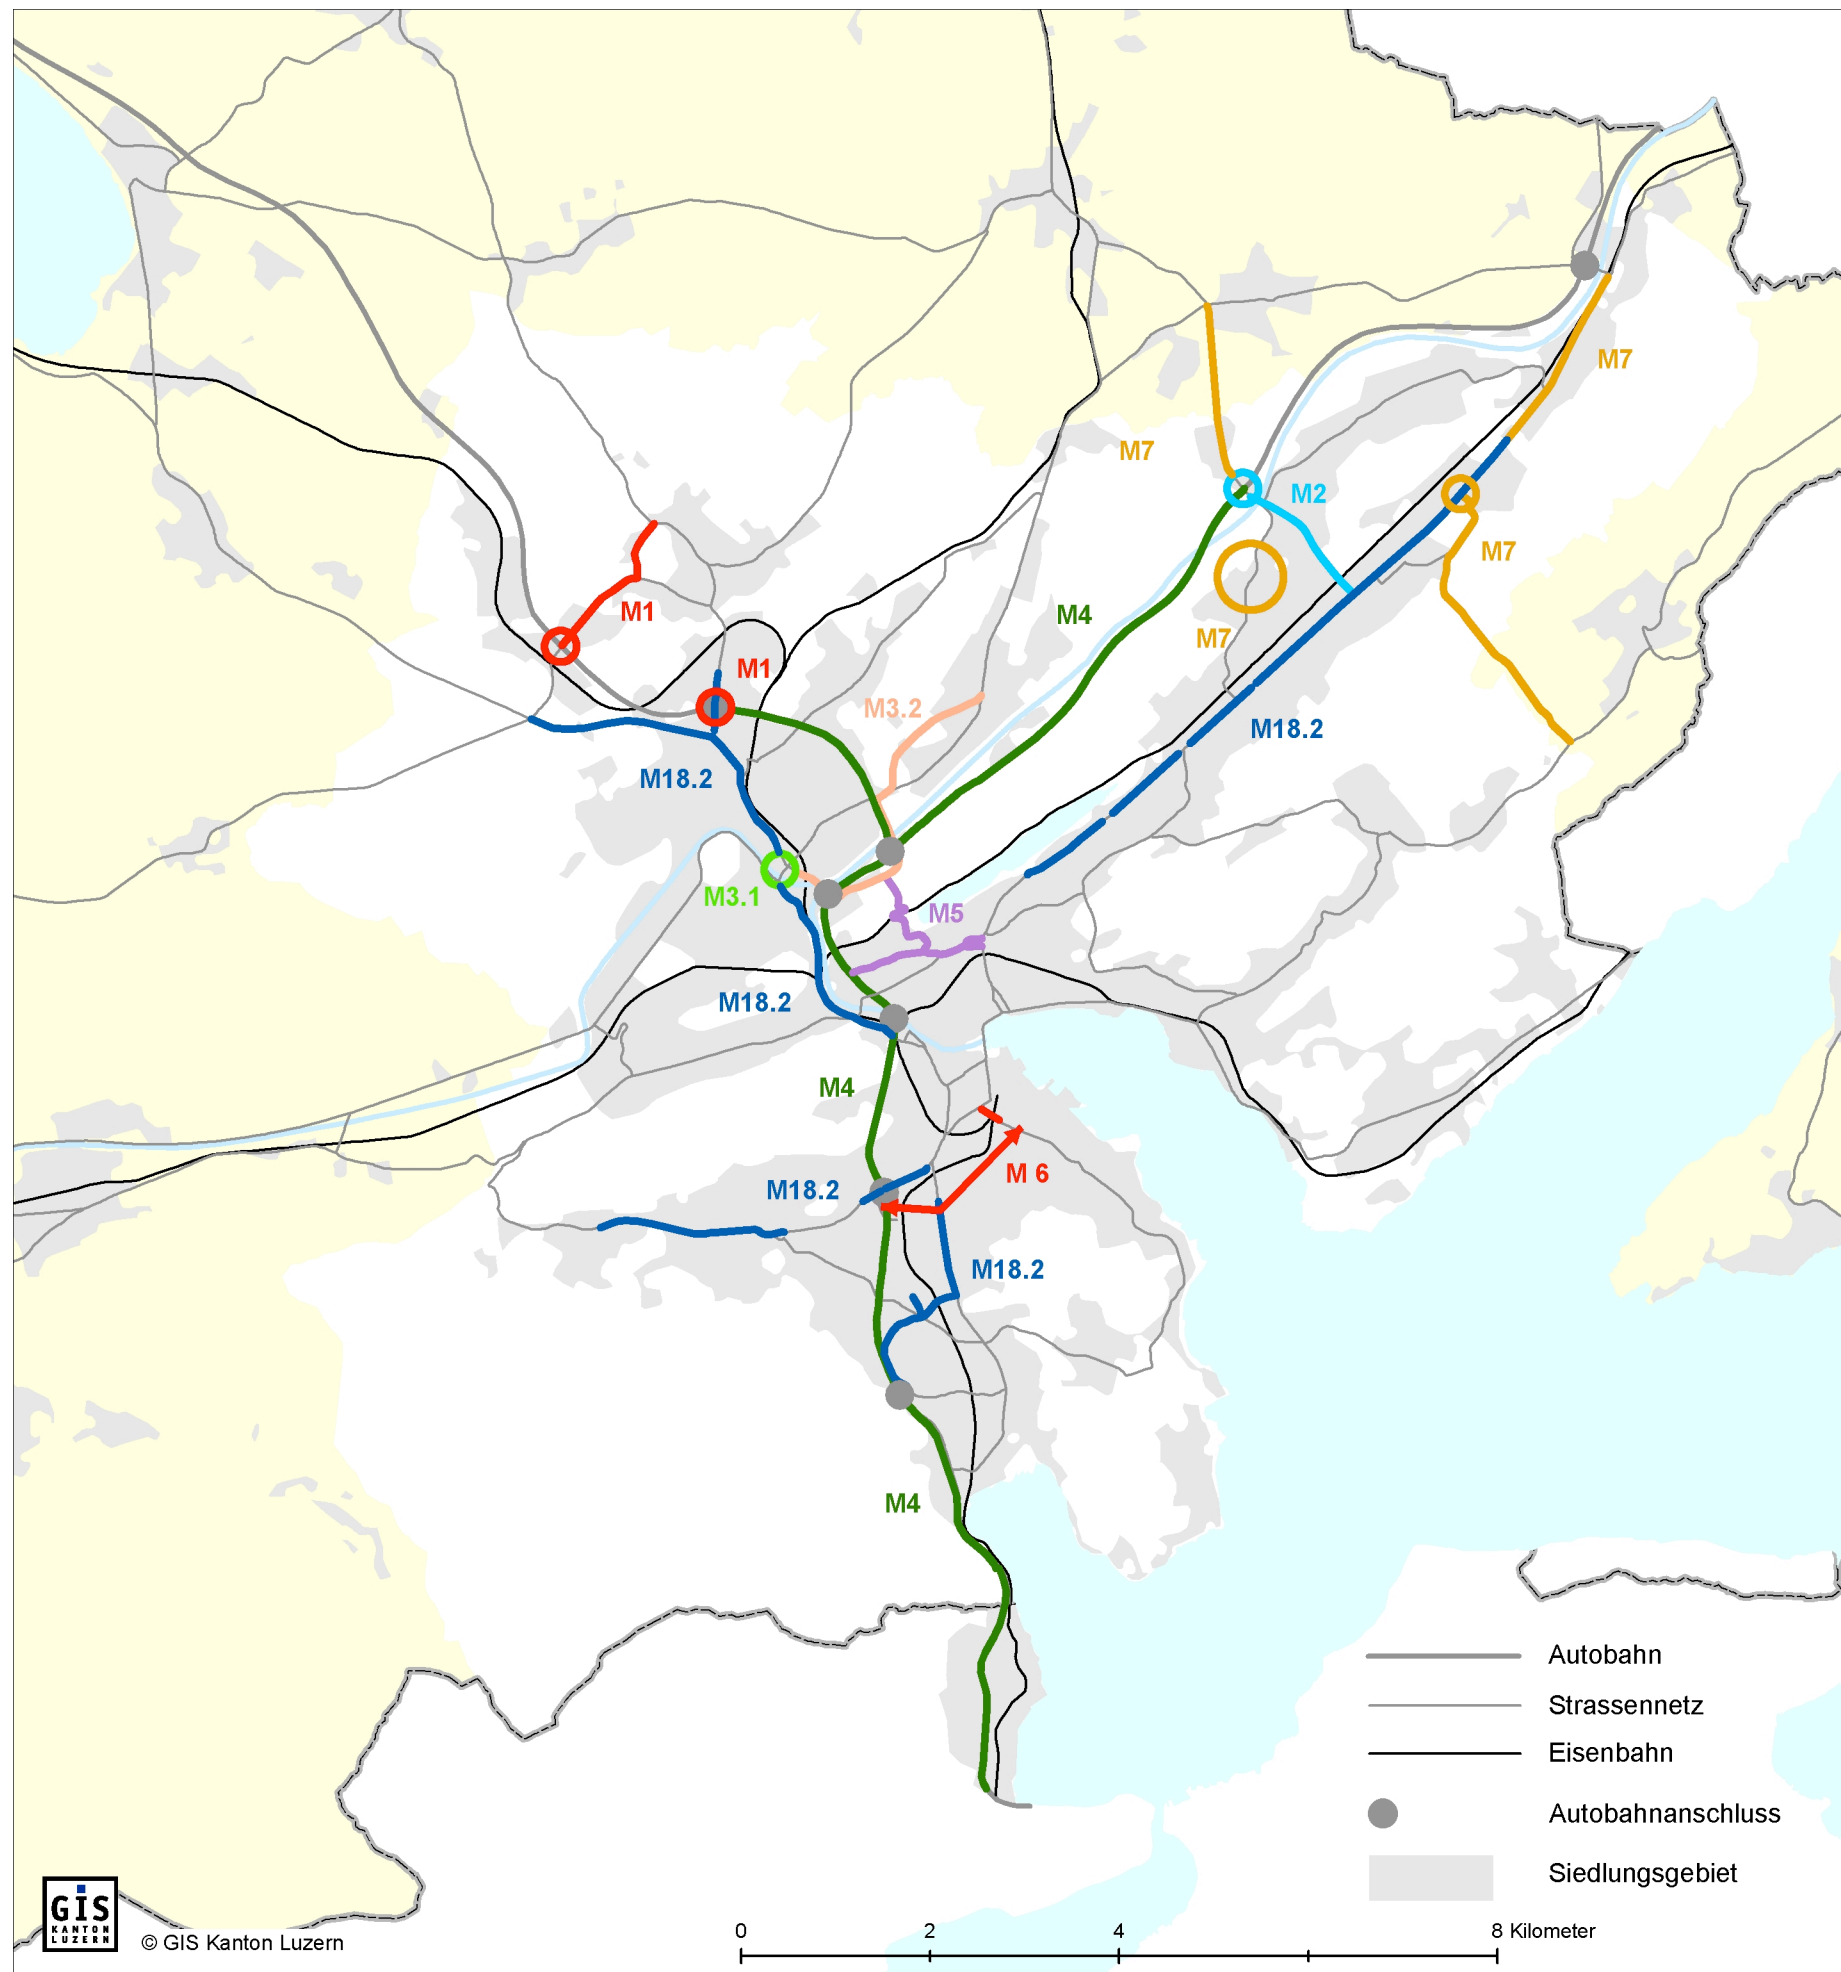 M7
M7
M2
M7
M1
M4
M7
M1
M3.2
M18.2
M18.2
M3.1
M5
M18.2
M4
M 6
M18.2
M18.2
M4
Autobahn
Strassennetz
Eisenbahn
Autobahnanschluss
Siedlungsgebiet
0 2 4 8 Kilometer
GIS
KANTON
LUZERN
© GIS Kanton Luzern